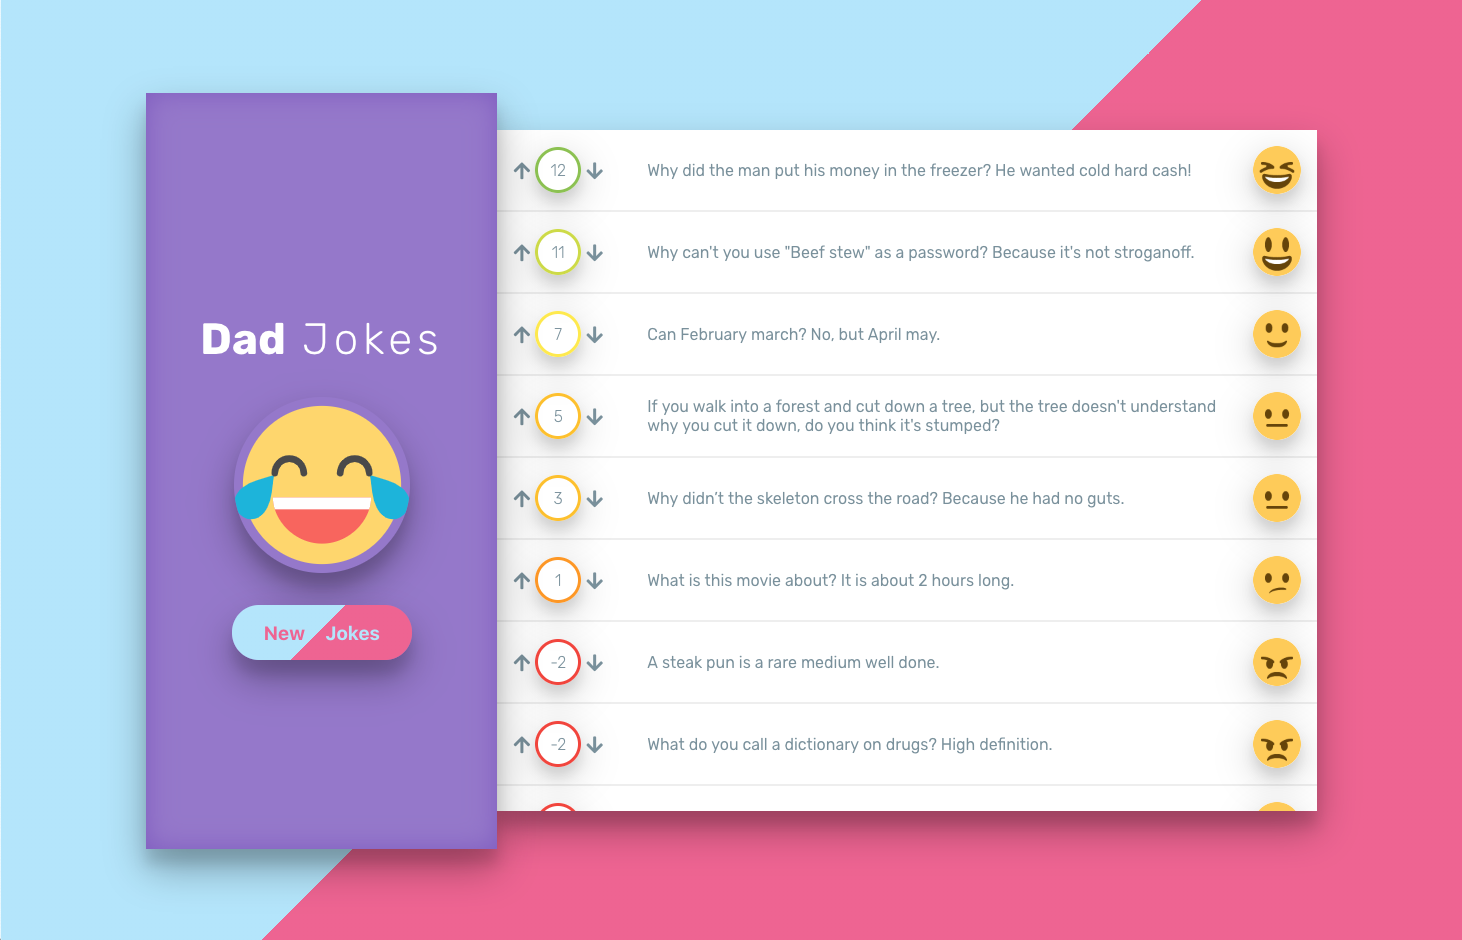 Dad Jokes
New Jokes
12
Why did the man put his money in the freezer? He wanted cold hard cash!
11
Why can't you use "Beef stew" as a password? Because it's not stroganoff.
7
Can February march? No, but April may.
5
If you walk into a forest and cut down a tree, but the tree doesn't understand
why you cut it down, do you think it's stumped?
3
Why didn't the skeleton cross the road? Because he had no guts.
1
What is this movie about? It is about 2 hours long.
-2
A steak pun is a rare medium well done.
-2
What do you call a dictionary on drugs? High definition.